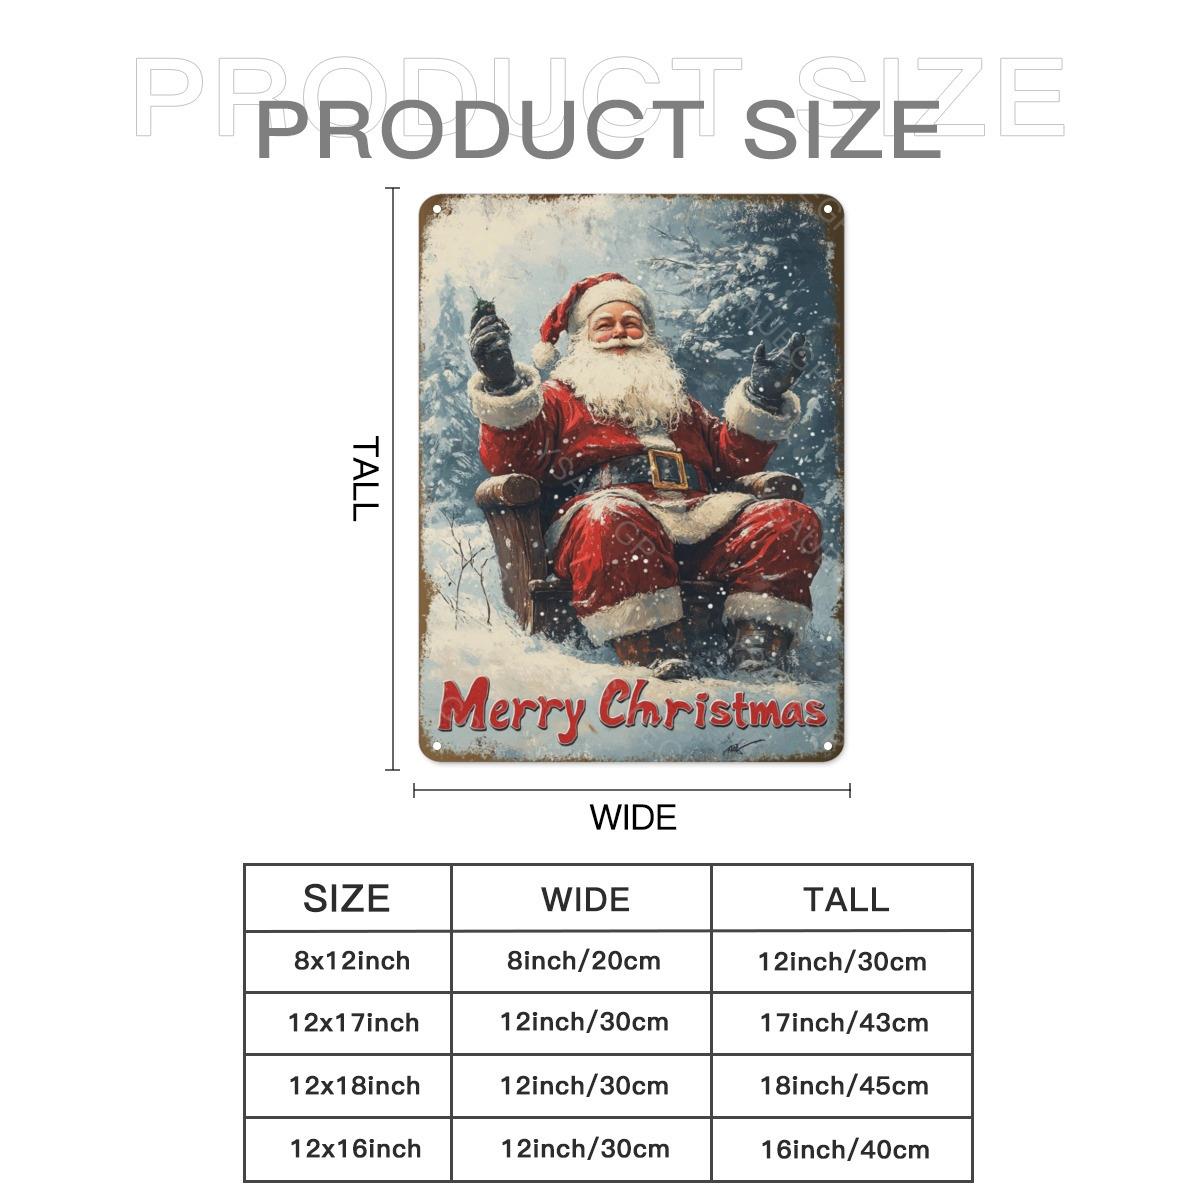 PRODUCT SIZE
PRODUCT SIZE
TALL
Merry Christmas
WIDE
SIZE WIDE TALL
8x12inch 8inch/20cm 12inch/30cm
12x17inch 12inch/30cm 17inch/43cm
12x18inch 12inch/30cm 18inch/45cm
12x16inch 12inch/30cm 16inch/40cm